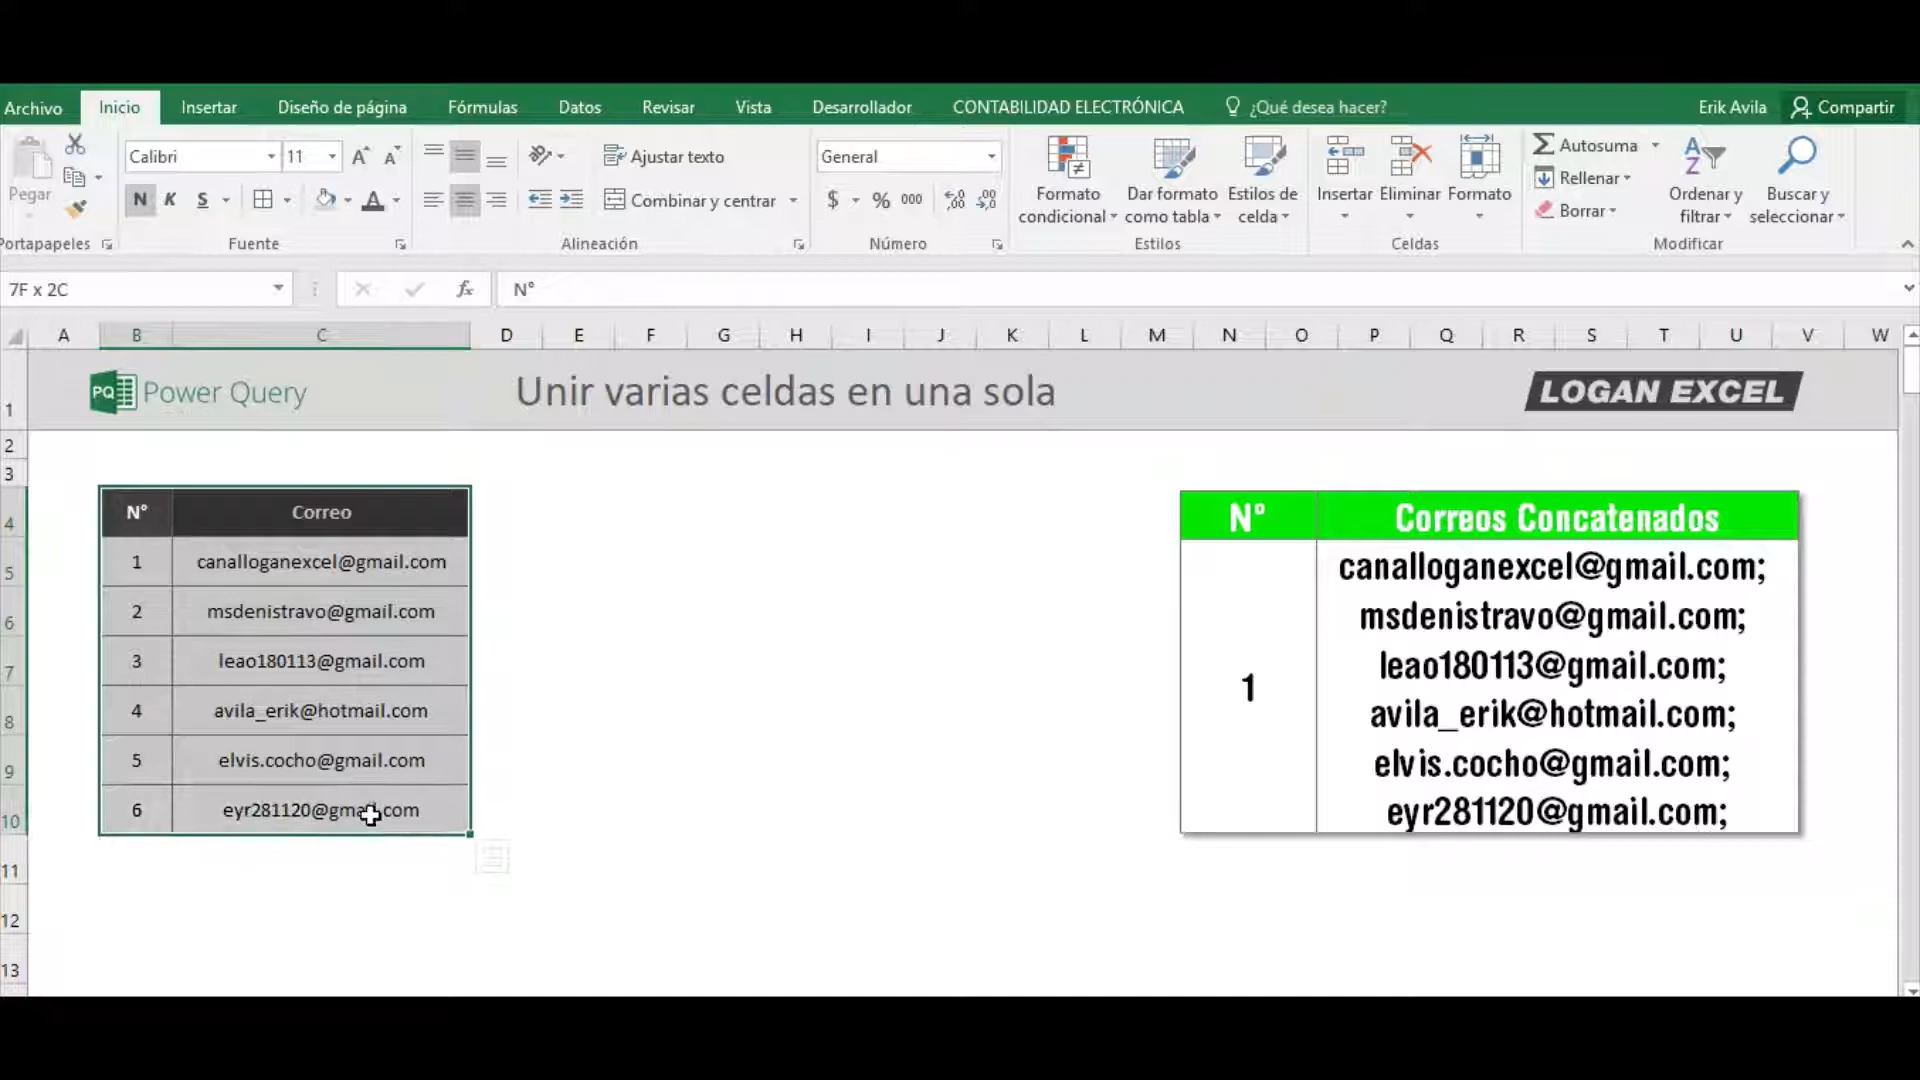 Archivo
Inicio
Insertar
Diseño de página
Fórmulas
Datos
Revisar
Vista
Desarrollador
CONTABILIDAD ELECTRÓNICA
¿Qué desea hacer?
Erik Avila
Compartir
Pegar
Portapapeles
Calibri
11
N K S
Fuente
Ajustar texto
Combinar y centrar
Alineación
General
$ % 000
Número
Formato
condicional
Dar formato
como tabla
Estilos de
celda
Estilos
Insertar
Eliminar
Formato
Celdas
Autosuma
Rellenar
Borrar
Ordenar y
filtrar
Buscar y
seleccionar
Modificar
7F x 2C
fx
N°
A B C D E F G H I J K L M N O P Q R S T U V W
1
PQ
Power Query
Unir varias celdas en una sola
LOGAN EXCEL
2
3
4
N° Correo
5
1 canalloganexcel@gmail.com
6
2 msdenistravo@gmail.com
7
3 leao180113@gmail.com
8
4 avila_erik@hotmail.com
9
5 elvis.cocho@gmail.com
10
6 eyr281120@gmail.com
11
12
13
N° Correos Concatenados
1
canalloganexcel@gmail.com;
msdenistravo@gmail.com;
leao180113@gmail.com;
avila_erik@hotmail.com;
elvis.cocho@gmail.com;
eyr281120@gmail.com;